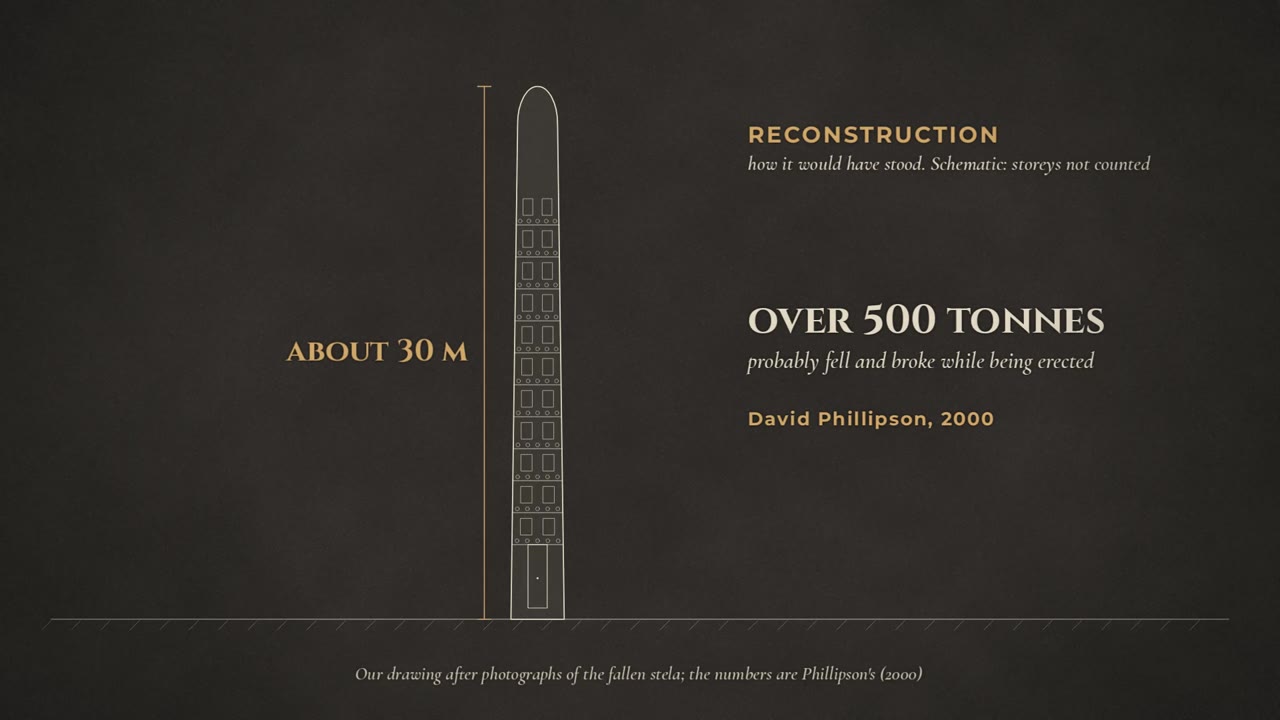 RECONSTRUCTION
how it would have stood. Schematic: storeys not counted
OVER 500 TONNES
probably fell and broke while being erected
ABOUT 30 M
David Phillipson, 2000
Our drawing after photographs of the fallen stela; the numbers are Phillipson's (2000)